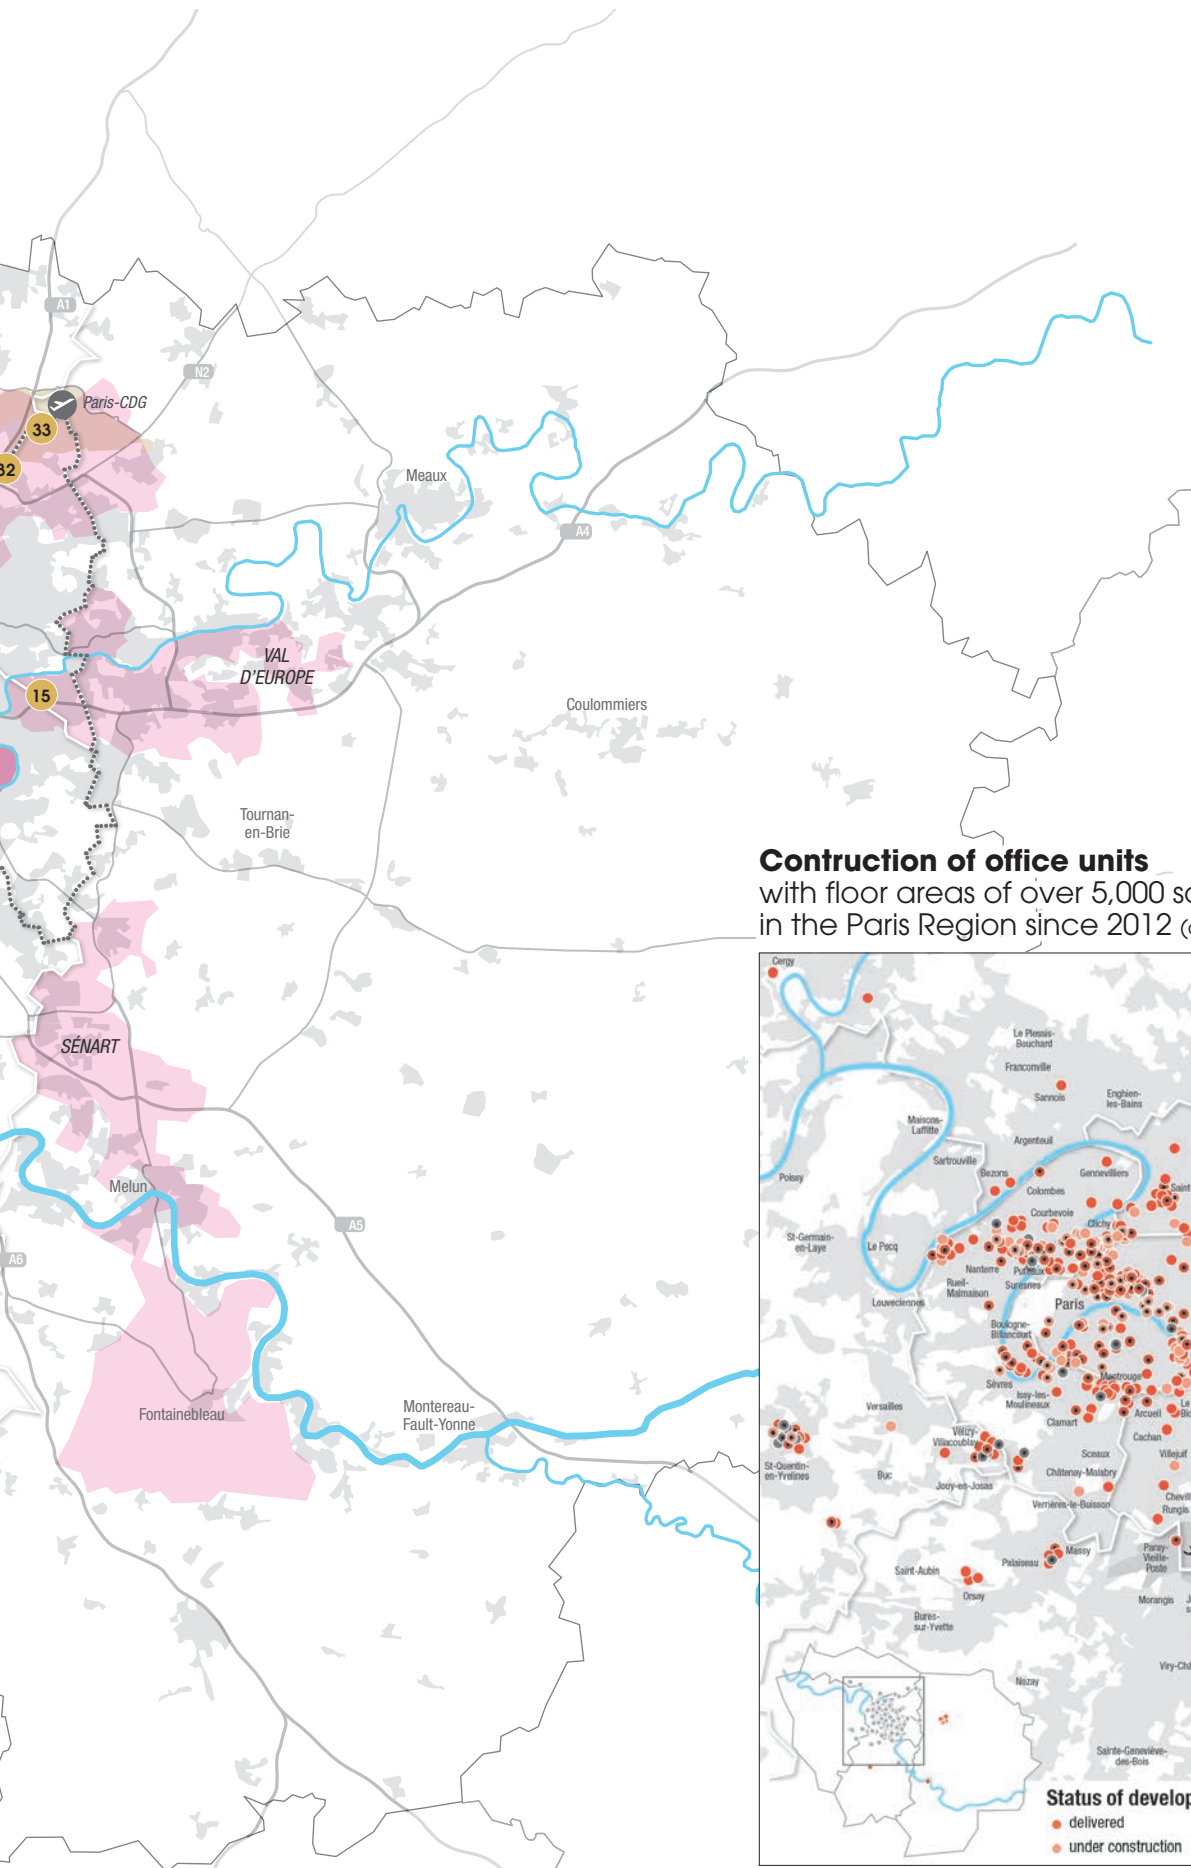 A1
N2
Paris-CDG
33
32
Meaux
A4
VAL
D'EUROPE
15
Coulommiers
Tournan-
en-Brie
SÉNART
Melun
A5
A6
Fontainebleau
Montereau-
Fault-Yonne
Contruction of office units
with floor areas of over 5,000
in the Paris Region since 2012
Cergy
Le Plessis-
Bouchard
Franconville
Sannois
Enghien-
les-Bains
Maisons-
Laffitte
Argenteuil
Sartrouville
Bezons
Gennevilliers
Poissy
Colombes
Saint
Courbevoie
Clichy
St-Germain-
en-Laye
Le Pecq
Nanterre
Puteaux
Rueil-
Malmaison
Suresnes
Louveciennes
Paris
Boulogne-
Billancourt
Sèvres
Montrouge
Issy-les-
Moulineaux
Versailles
Clamart
Arcueil
Le
Vélizy-
Villacoublay
Cachan
Sceaux
Villejuif
St-Quentin-
en-Yvelines
Buc
Châtenay-Malabry
Jouy-en-Josas
Verrières-le-Buisson
Chevill
Rungis
Massy
Palaiseau
Paray-
Vieille-
Poste
Saint-Aubin
Orsay
Morangis
Bures-
sur-Yvette
Viry-Châ
Nozay
Sainte-Geneviève-
des-Bois
Status of develop
delivered
under construction